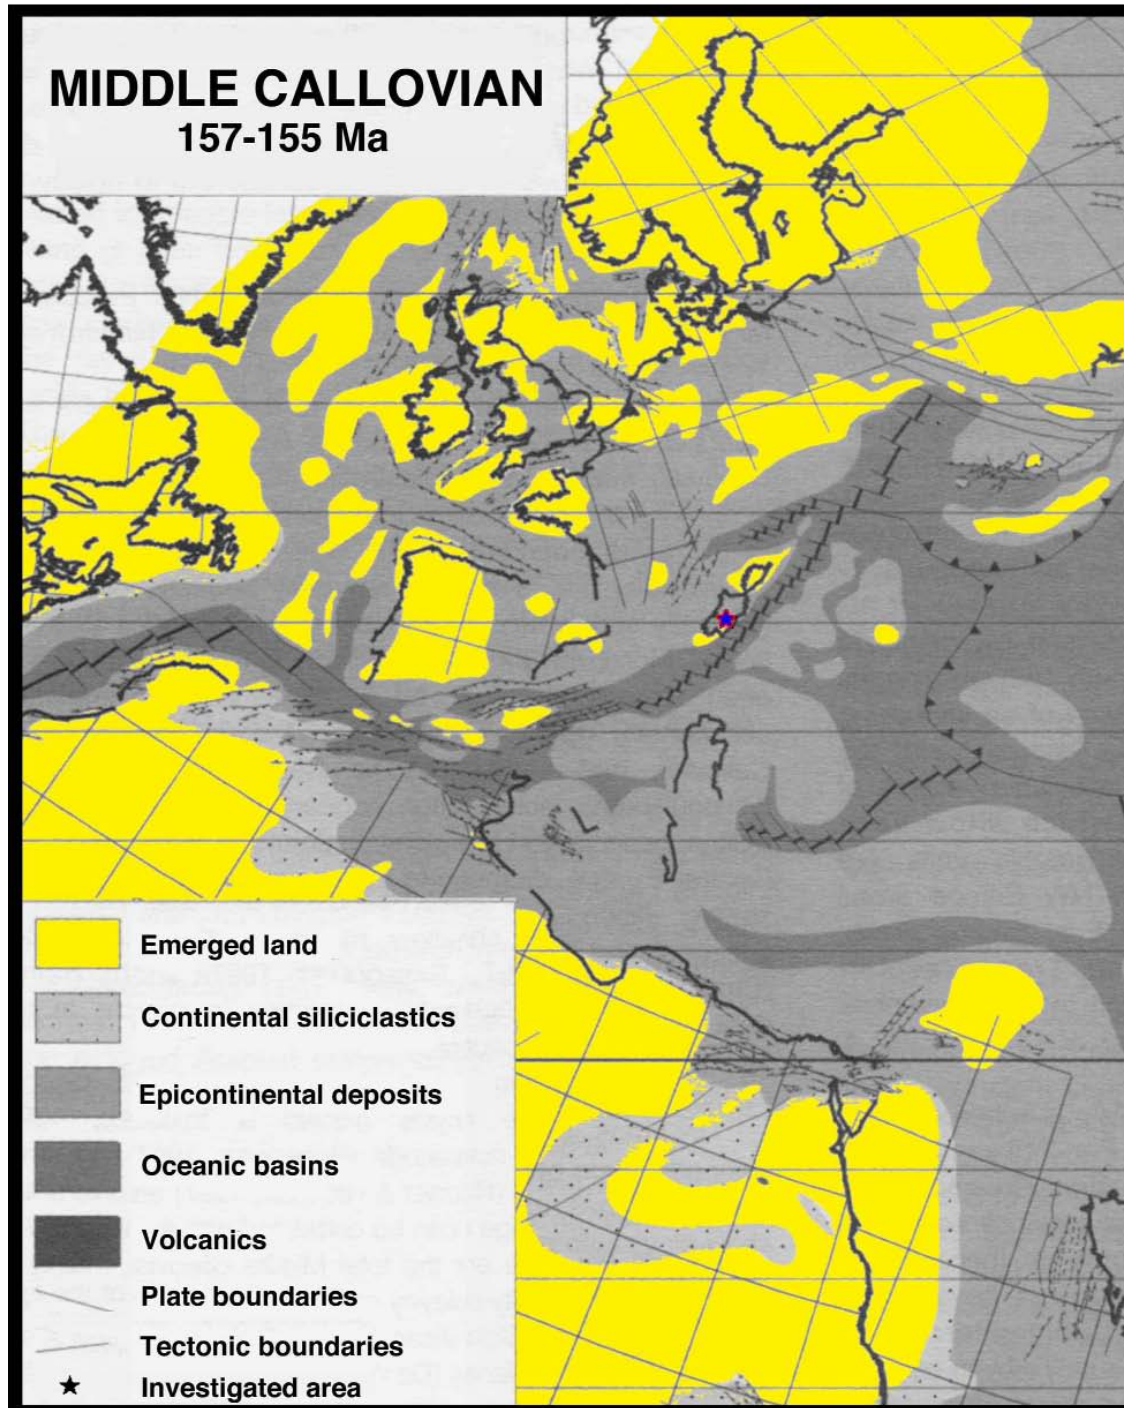 MIDDLE CALLOVIAN
157-155 Ma
Emerged land
Continental siliciclastics
Epicontinental deposits
Oceanic basins
Volcanics
Plate boundaries
Tectonic boundaries
Investigated area